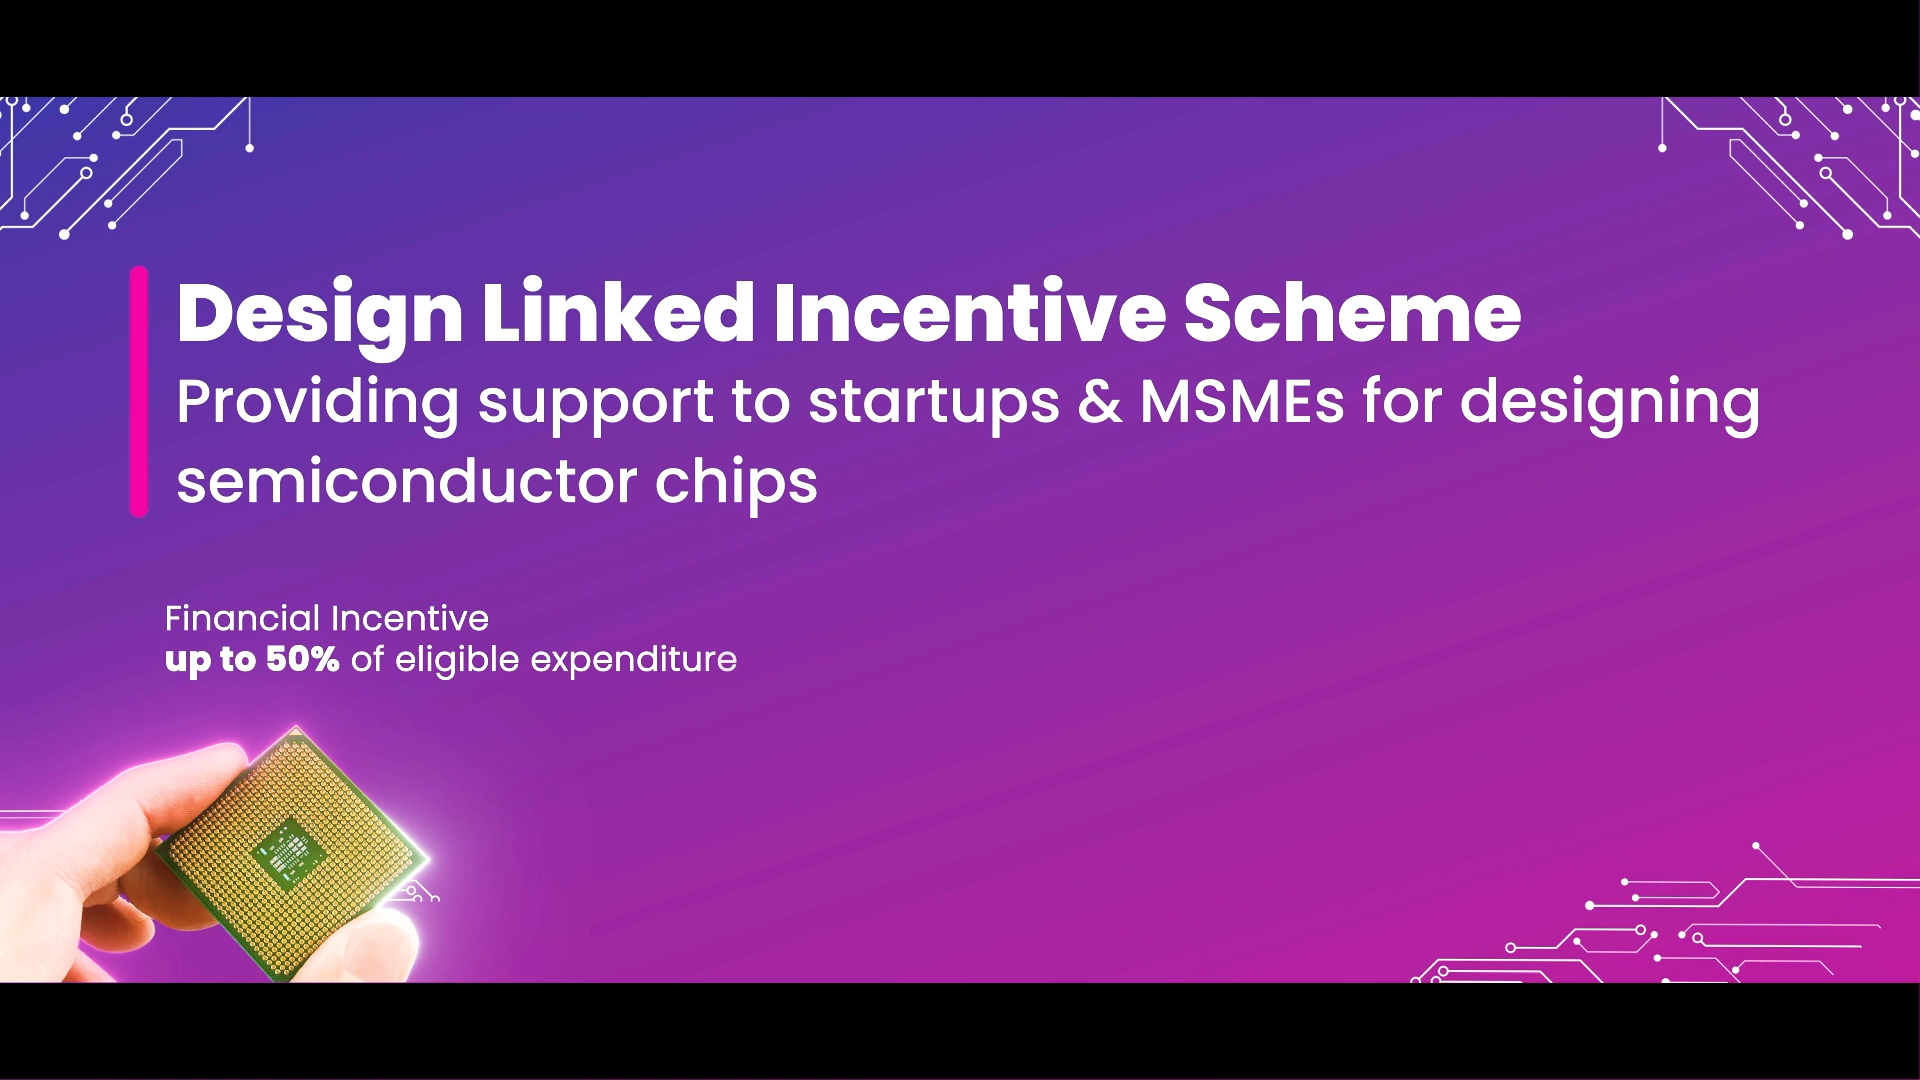 Design Linked Incentive Scheme
Providing support to startups & MSMEs for designing
semiconductor chips
Financial Incentive
up to 50% of eligible expenditure